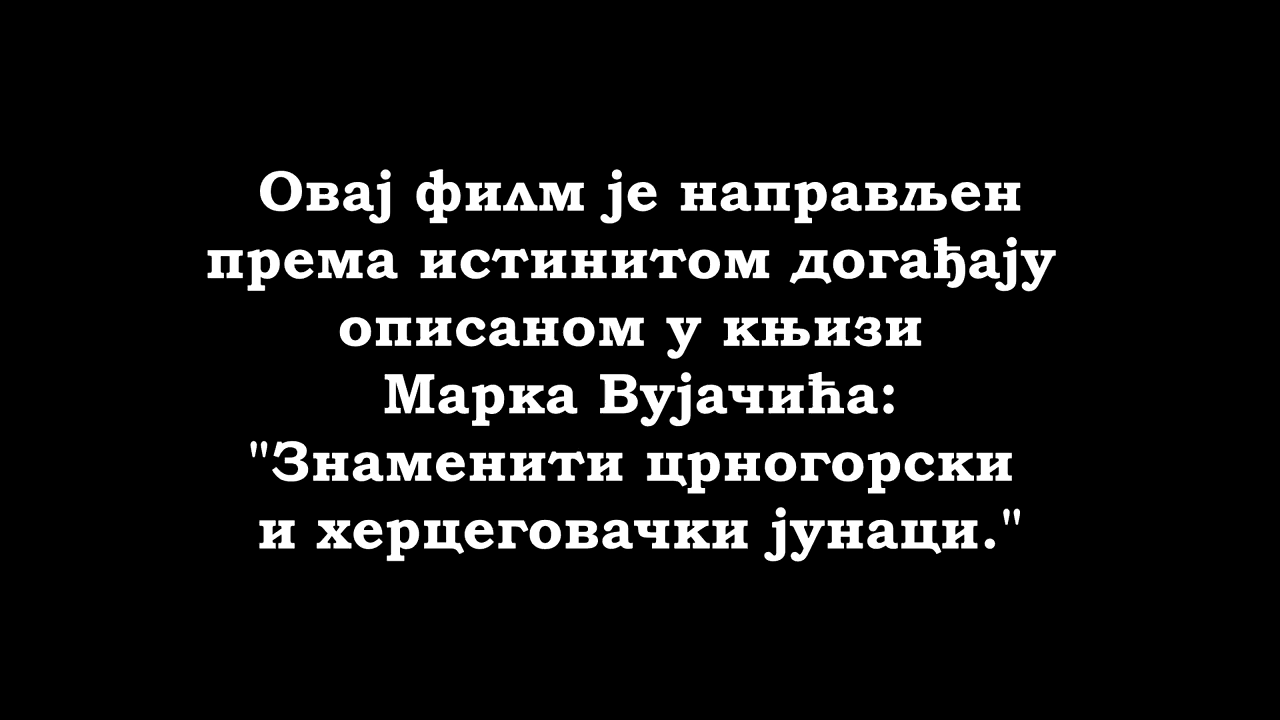 Овај филм је направљен
према истинитом догађају
описаном у књизи
Марка Вујачића:
"Знаменити црногорски
и херцеговачки јунаци."